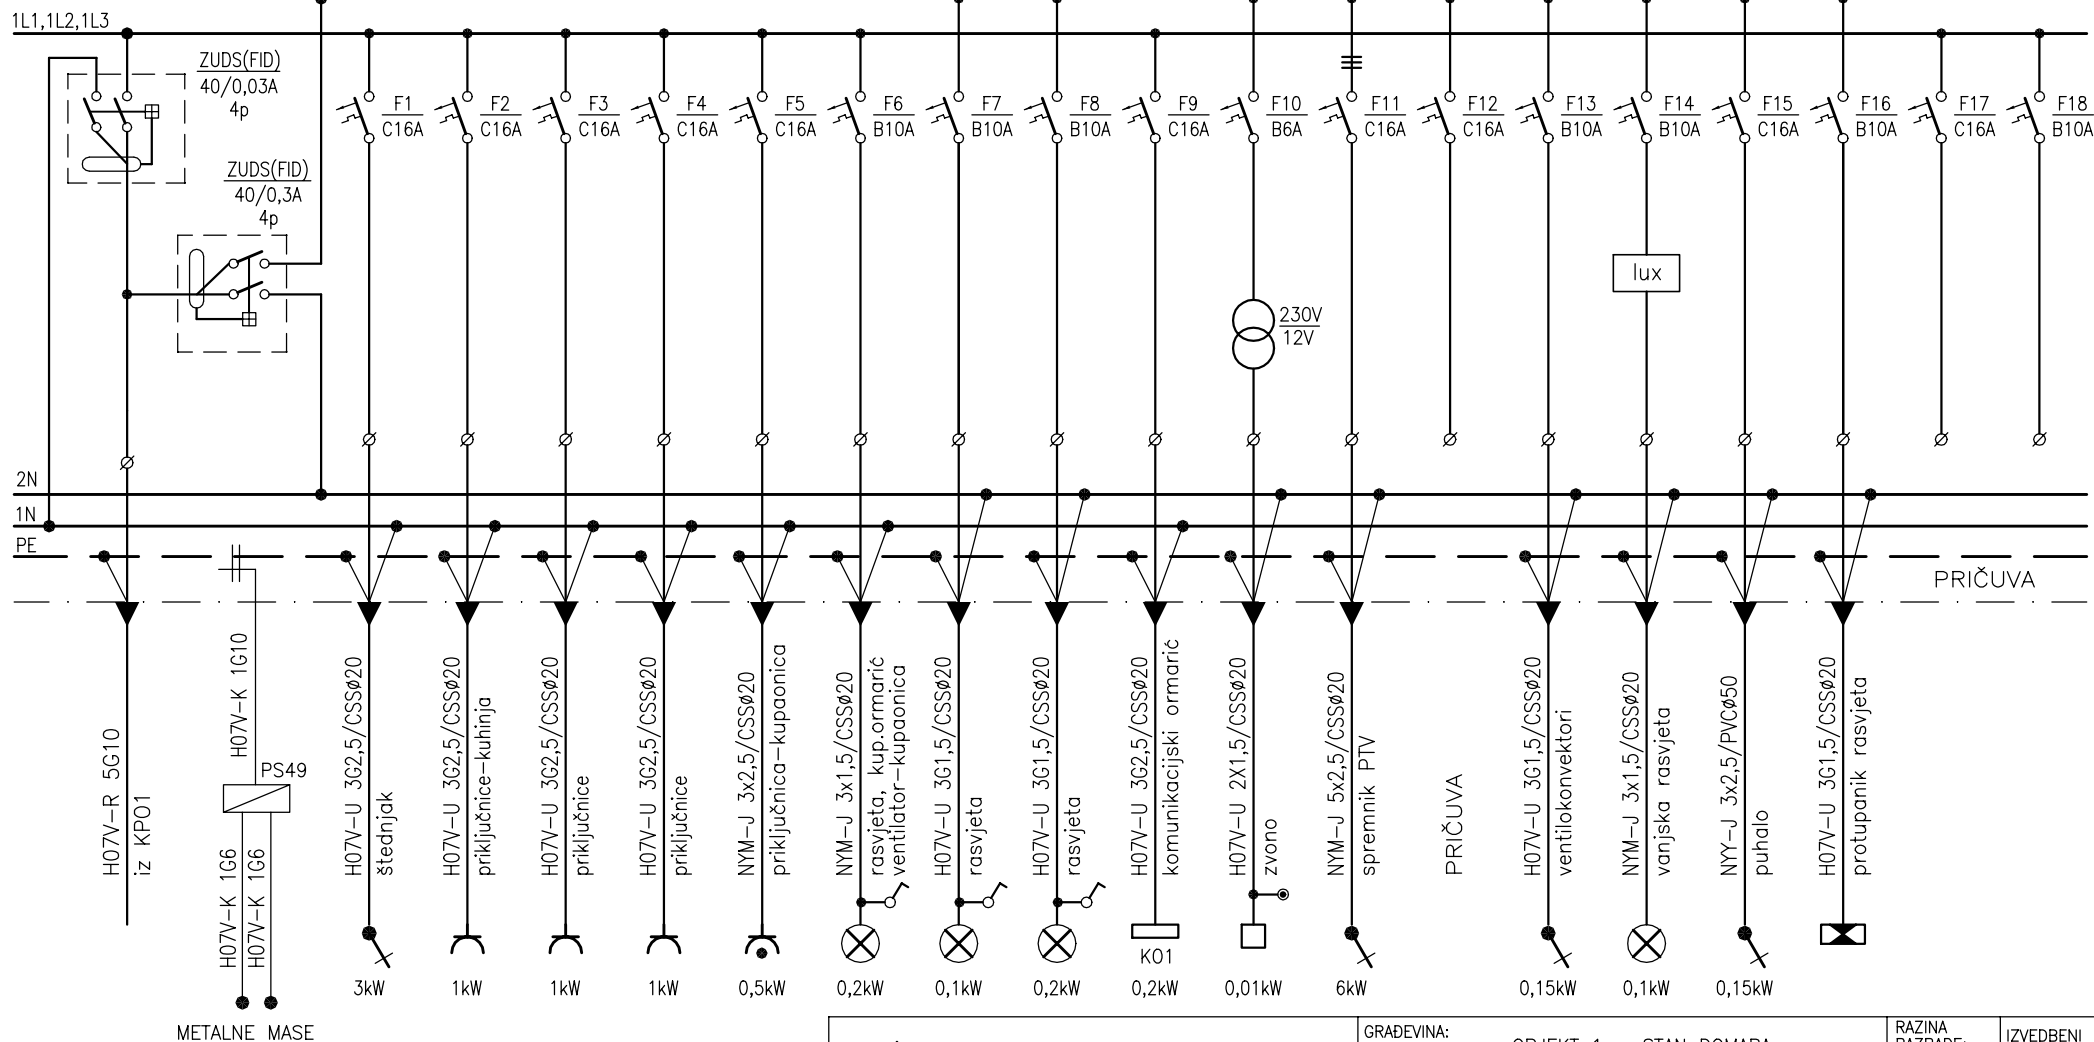 1L1,1L2,1L3
ZUDS(FID)
40/0,03A
4p
ZUDS(FID)
40/0,3A
4p
F1
C16A
F2
C16A
F3
C16A
F4
C16A
F5
C16A
F6
B10A
F7
B10A
F8
B10A
F9
C16A
F10
B6A
F11
C16A
F12
C16A
F13
B10A
F14
B10A
F15
C16A
F16
B10A
F17
C16A
F18
B10A
lux
230V
12V
2N
1N
PE
PRIČUVA
H07V-R 5G10
iz KP01
H07V-K 1G10
PS49
H07V-K 1G6
H07V-K 1G6
METALNE MASE
H07V-U 3G2,5/CSSø20
štednjak
3kW
H07V-U 3G2,5/CSSø20
priključnice-kuhinja
1kW
H07V-U 3G2,5/CSSø20
priključnice
1kW
H07V-U 3G2,5/CSSø20
priključnice
1kW
NYM-J 3x2,5/CSSø20
priključnica-kupaonica
0,5kW
NYM-J 3x1,5/CSSø20
rasvjeta, kup.ormarić
ventilator-kupaonica
0,2kW
H07V-U 3G1,5/CSSø20
rasvjeta
0,1kW
H07V-U 3G1,5/CSSø20
rasvjeta
0,2kW
H07V-U 3G2,5/CSSø20
komunikacijski ormarić
K01
0,2kW
H07V-U 2X1,5/CSSø20
zvono
0,01kW
NYM-J 5x2,5/CSSø20
spremnik PTV
6kW
PRIČUVA
H07V-U 3G1,5/CSSø20
ventilokonvektori
0,15kW
NYM-J 3x1,5/CSSø20
vanjska rasvjeta
0,1kW
NYY-J 3x2,5/PVCø50
puhalo
0,15kW
H07V-U 3G1,5/CSSø20
protupanik rasvjeta
GRAĐEVINA:
OBJEKT 1 - STAN DOMARA
RAZINA
RAZRADE:
IZVEDBENI